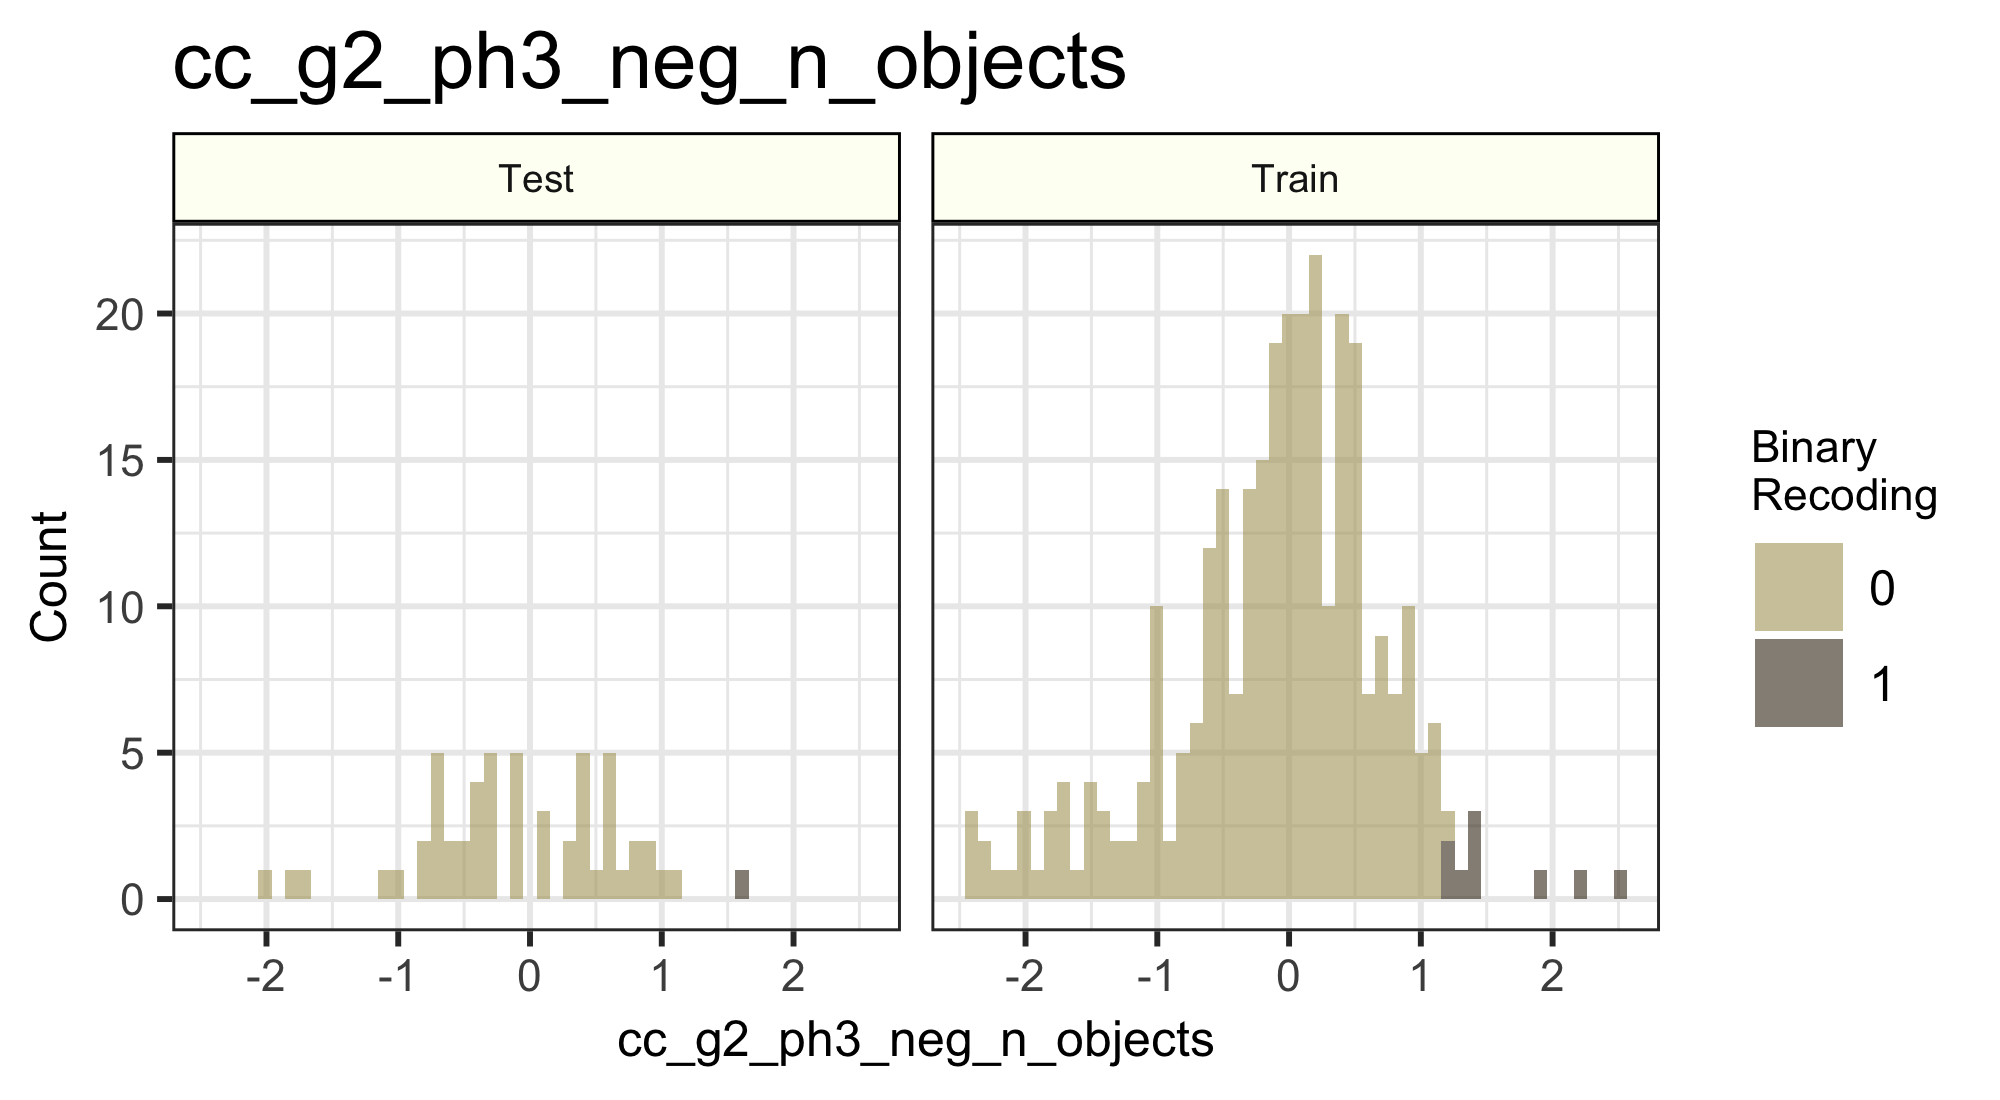 cc_g2_ph3_neg_n_objects
Test
Train
20
15
10
5
0
Count
-2 -1 0 1 2
-2 -1 0 1 2
cc_g2_ph3_neg_n_objects
Binary
Recoding
0
1